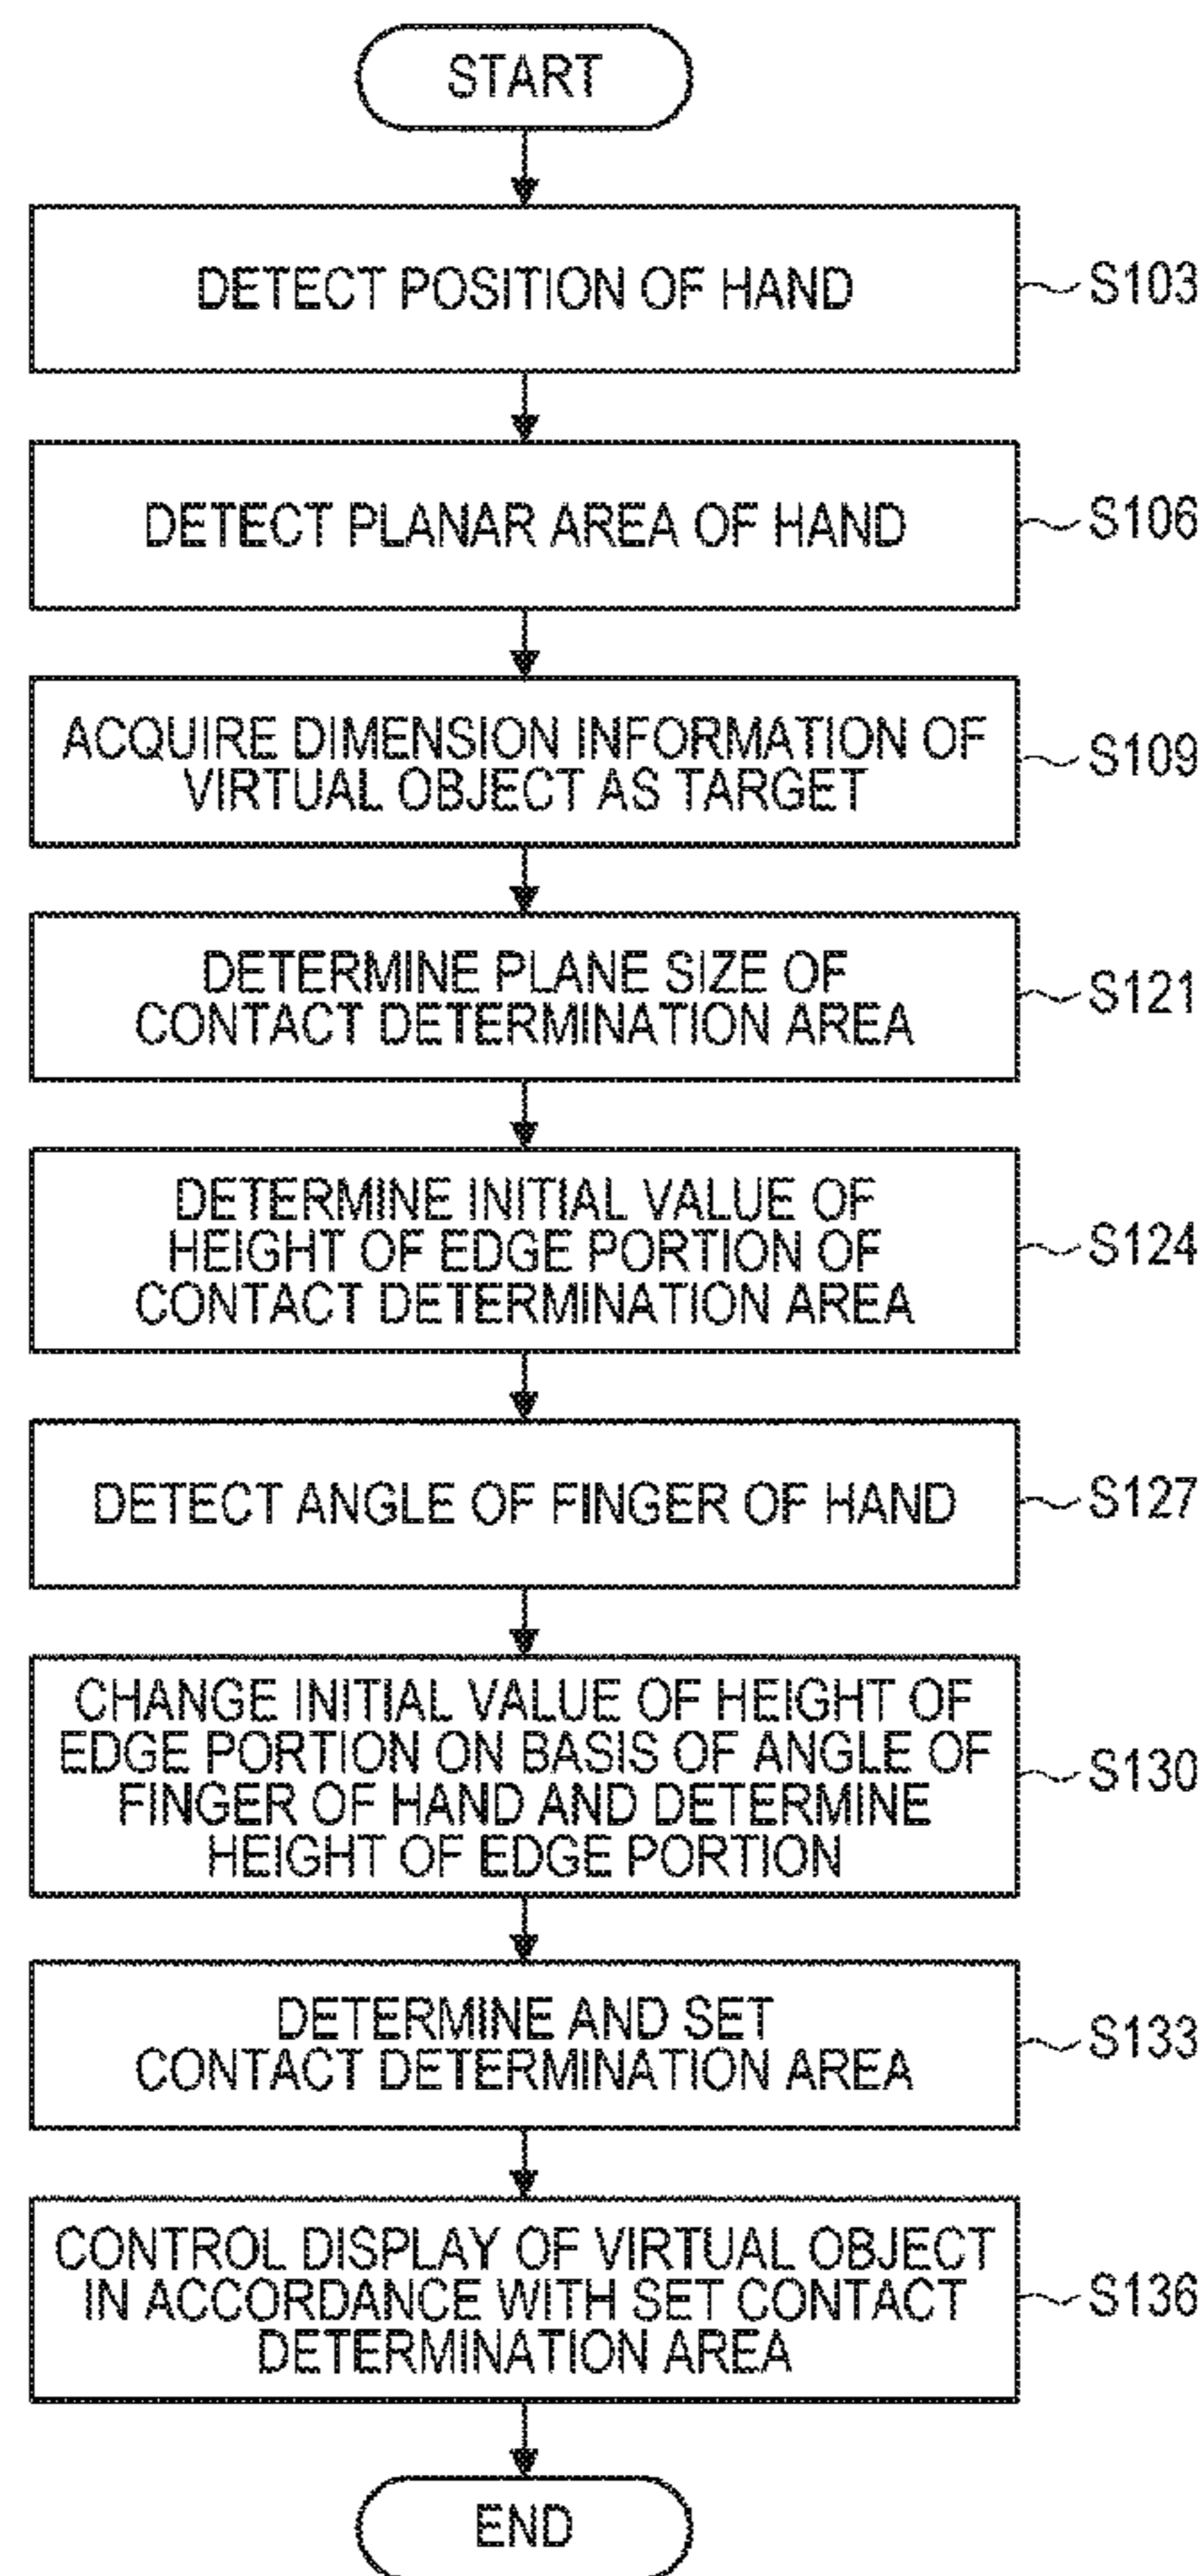 START
DETECT POSITION OF HAND
S103
DETECT PLANAR AREA OF HAND
S106
ACQUIRE DIMENSION INFORMATION OF
VIRTUAL OBJECT AS TARGET
S109
DETERMINE PLANE SIZE OF
CONTACT DETERMINATION AREA
S121
DETERMINE INITIAL VALUE OF
HEIGHT OF EDGE PORTION OF
CONTACT DETERMINATION AREA
S124
DETECT ANGLE OF FINGER OF HAND
S127
CHANGE INITIAL VALUE OF HEIGHT OF
EDGE PORTION ON BASIS OF ANGLE OF
FINGER OF HAND AND DETERMINE
HEIGHT OF EDGE PORTION
S130
DETERMINE AND SET
CONTACT DETERMINATION AREA
S133
CONTROL DISPLAY OF VIRTUAL OBJECT
IN ACCORDANCE WITH SET CONTACT
DETERMINATION AREA
S136
END